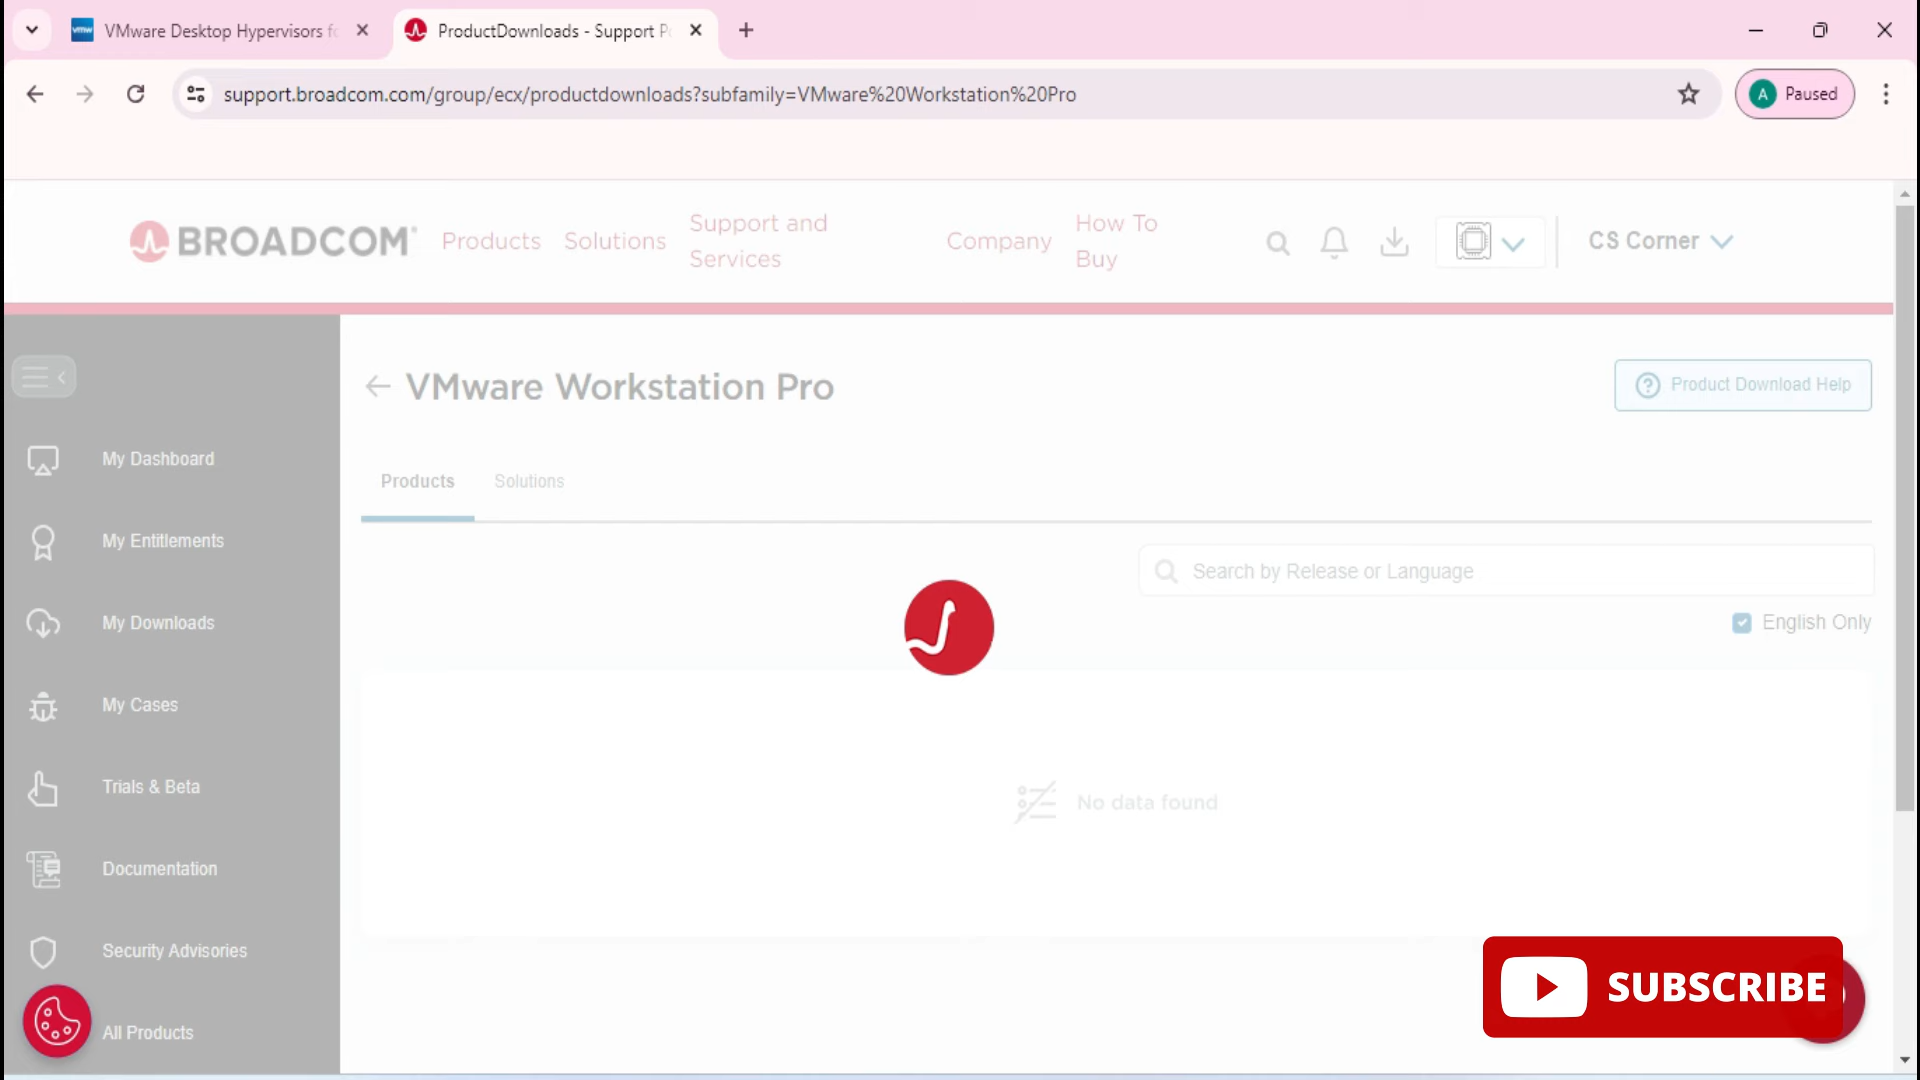 vmw VMware Desktop Hypervisors fo
ProductDownloads - Support P
support.broadcom.com/group/ecx/productdownloads?subfamily=VMware%20Workstation%20Pro
A Paused
BROADCOM
Products
Solutions
Support and
Services
Company
How To
Buy
CS Corner
VMware Workstation Pro
Product Download Help
My Dashboard
My Entitlements
My Downloads
My Cases
Trials & Beta
Documentation
Security Advisories
All Products
Products
Solutions
Search by Release or Language
English Only
No data found
SUBSCRIBE